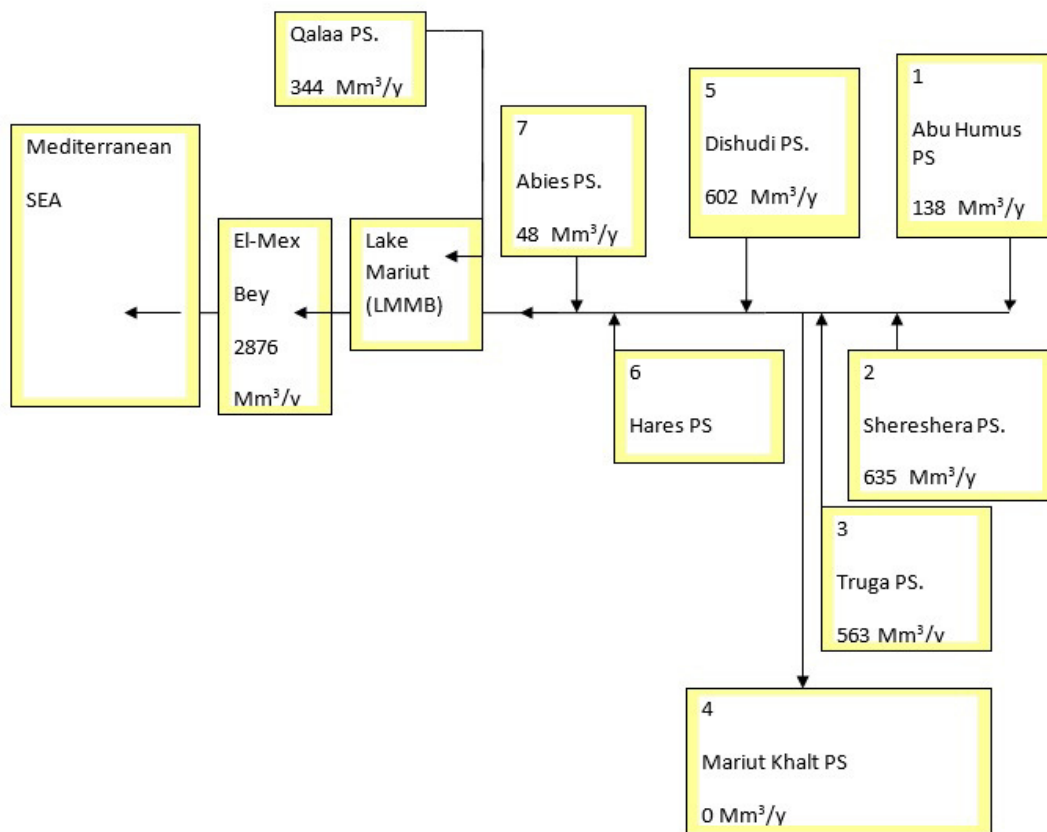 Qalaa PS.
344 Mm³/y
Mediterranean
SEA
El-Mex
Bey
2876
Mm³/v
Lake
Mariut
(LMMB)
7
Abies PS.
48 Mm³/y
5
Dishudi PS.
602 Mm³/y
1
Abu Humus
PS
138 Mm³/y
6
Hares PS
2
Shereshera PS.
635 Mm³/y
3
Truga PS.
563 Mm³/v
4
Mariut Khalt PS
0 Mm³/y